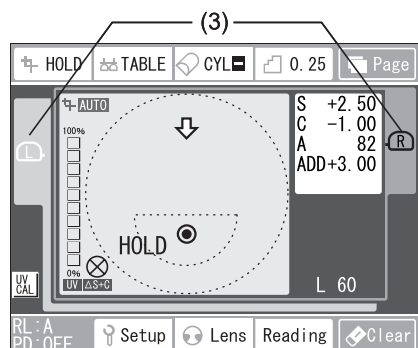 (3)
HOLD TABLE CYL 0.25 Page
AUTO
100%
L
S +2.50
C -1.00
A 82
ADD+3.00
R
HOLD
0%
UV ΔS+C
L 60
UV
CAL
RL:A
PD:OFF
Setup Lens Reading Clear